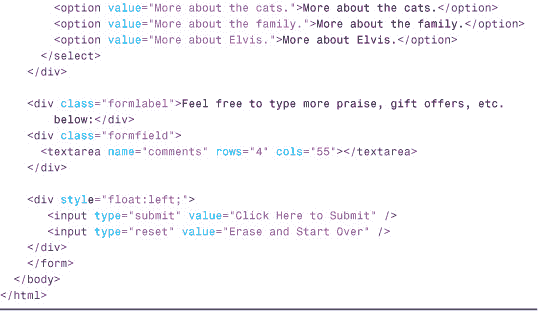 <option value="More about the cats.">More about the cats.</option>
<option value="More about the family.">More about the family.</option>
<option value="More about Elvis.">More about Elvis.</option>
</select>
</div>
<div class="formlabel">Feel free to type more praise, gift offers, etc.
below:</div>
<div class="formfield">
<textarea name="comments" rows="4" cols="55"></textarea>
</div>
<div style="float:left;">
<input type="submit" value="Click Here to Submit" />
<input type="reset" value="Erase and Start Over" />
</div>
</form>
</body>
</html>